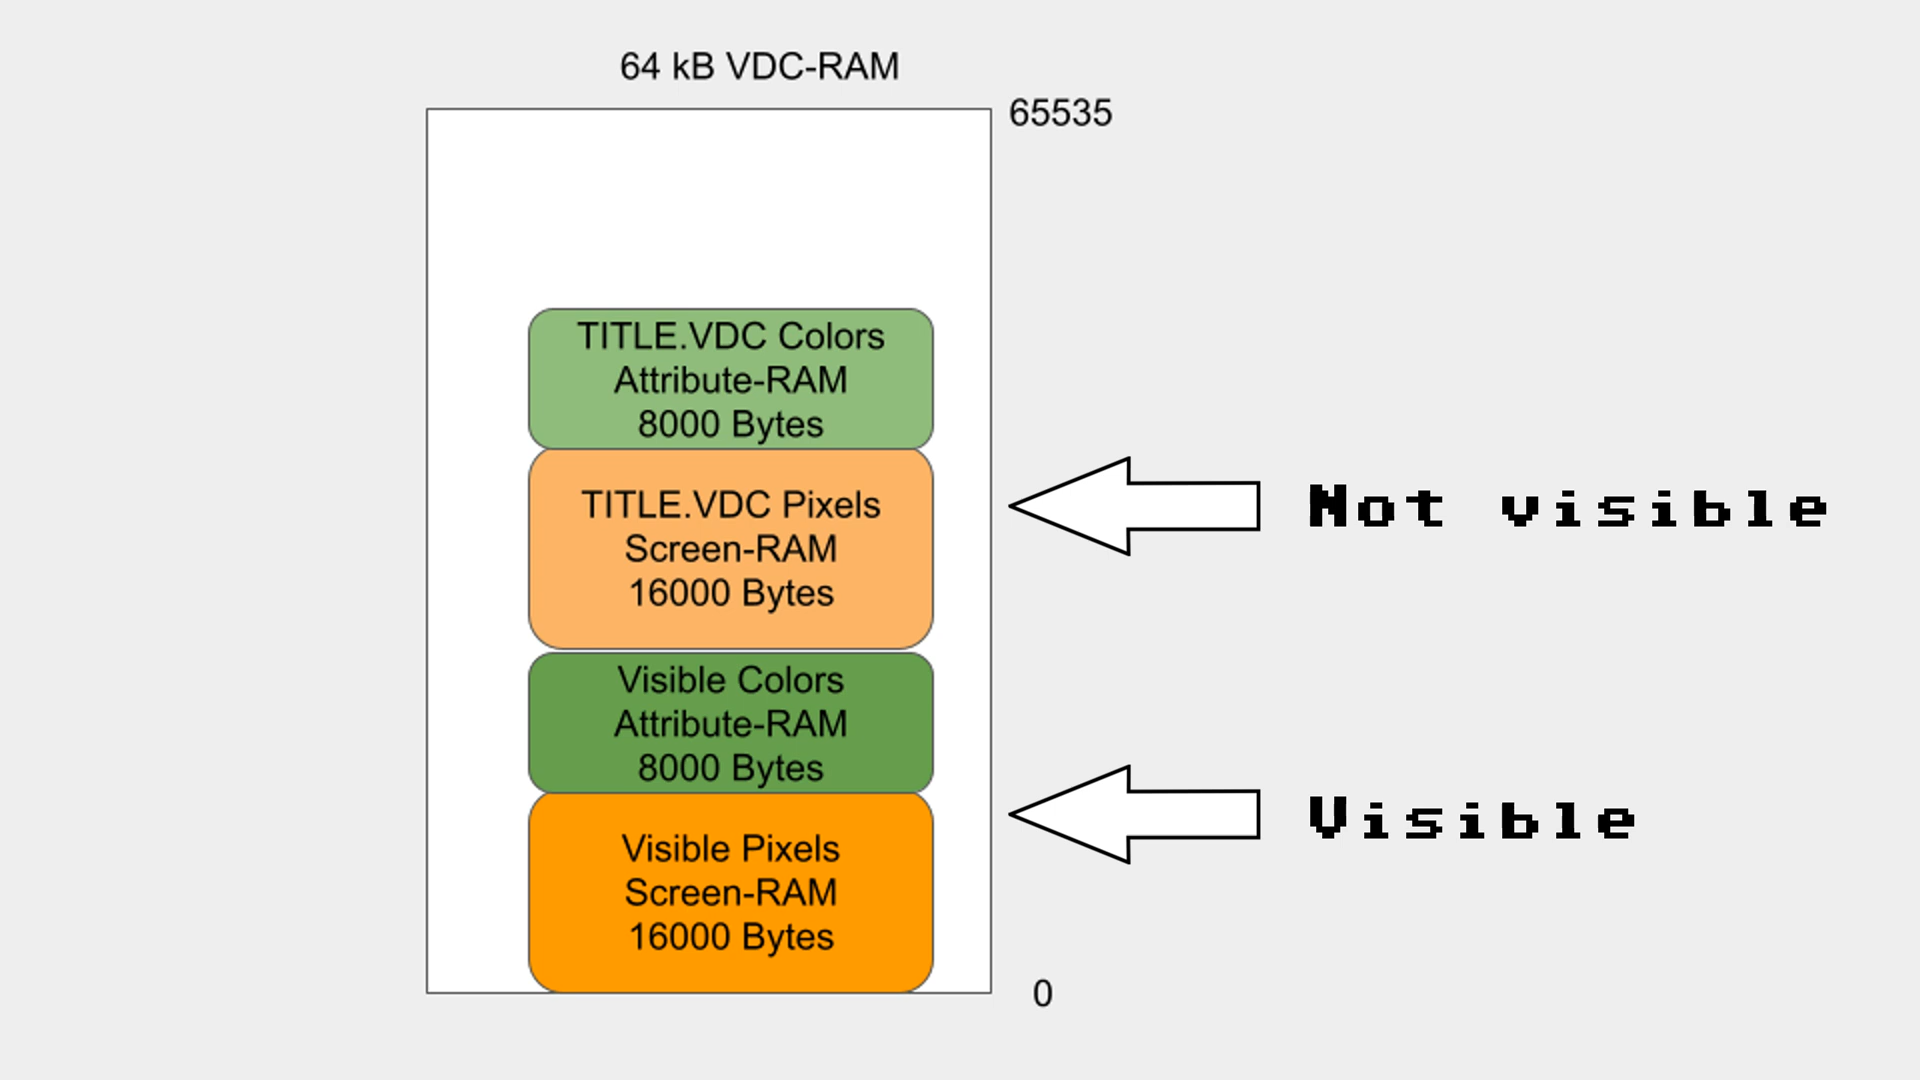 64 kB VDC-RAM
65535
TITLE.VDC Colors
Attribute-RAM
8000 Bytes
TITLE.VDC Pixels
Screen-RAM
16000 Bytes
Not visible
Visible Colors
Attribute-RAM
8000 Bytes
Visible
Visible Pixels
Screen-RAM
16000 Bytes
0